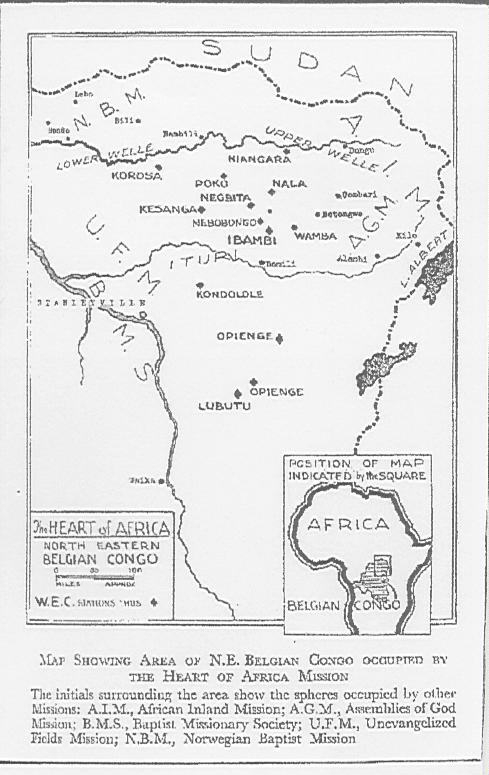 SUDAN
Lebo
N. B. M.
Bili
Bondo
Bambili
UPPER WELLE
LOWER WELLE
A. I. M.
Dungu
NIANGARA
KOROSA
POKO
NALA
Gombari
NEGBITA
KESANGA
Betongwe
A.G.M.
NEBOBONGO
WAMBA
IBAMBI
Kilo
U. F. M.
ITURI
L. ALBERT
KONDOLOLE
STANLEYVILLE
B. M. S
OPIENGE
OPIENGE
LUBUTU
POSITION OF MAP
INDICATED by the SQUARE
AFRICA
BELGIAN CONGO
The HEART of AFRICA
NORTH EASTERN
BELGIAN CONGO
0 50 100
MILES APPROX
W.E.C. STATIONS THUS
MAP SHOWING AREA OF N.E. BELGIAN CONGO OCCUPIED BY
THE HEART OF AFRICA MISSION
The initials surrounding the area show the spheres occupied by other
Missions: A.I.M., African Inland Mission; A.G.M., Assemblies of God
Mission; B.M.S., Baptist Missionary Society; U.F.M., Unevangelized
Fields Mission; N.B.M., Norwegian Baptist Mission